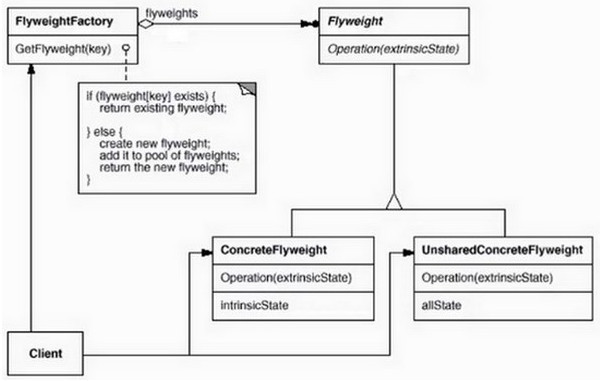 flyweights
FlyweightFactory
GetFlyweight(key)
Flyweight
Operation(extrinsicState)
if (flyweight[key] exists) {
return existing flyweight;
} else {
create new flyweight;
add it to pool of flyweights;
return the new flyweight;
}
ConcreteFlyweight
Operation(extrinsicState)
intrinsicState
UnsharedConcreteFlyweight
Operation(extrinsicState)
allState
Client